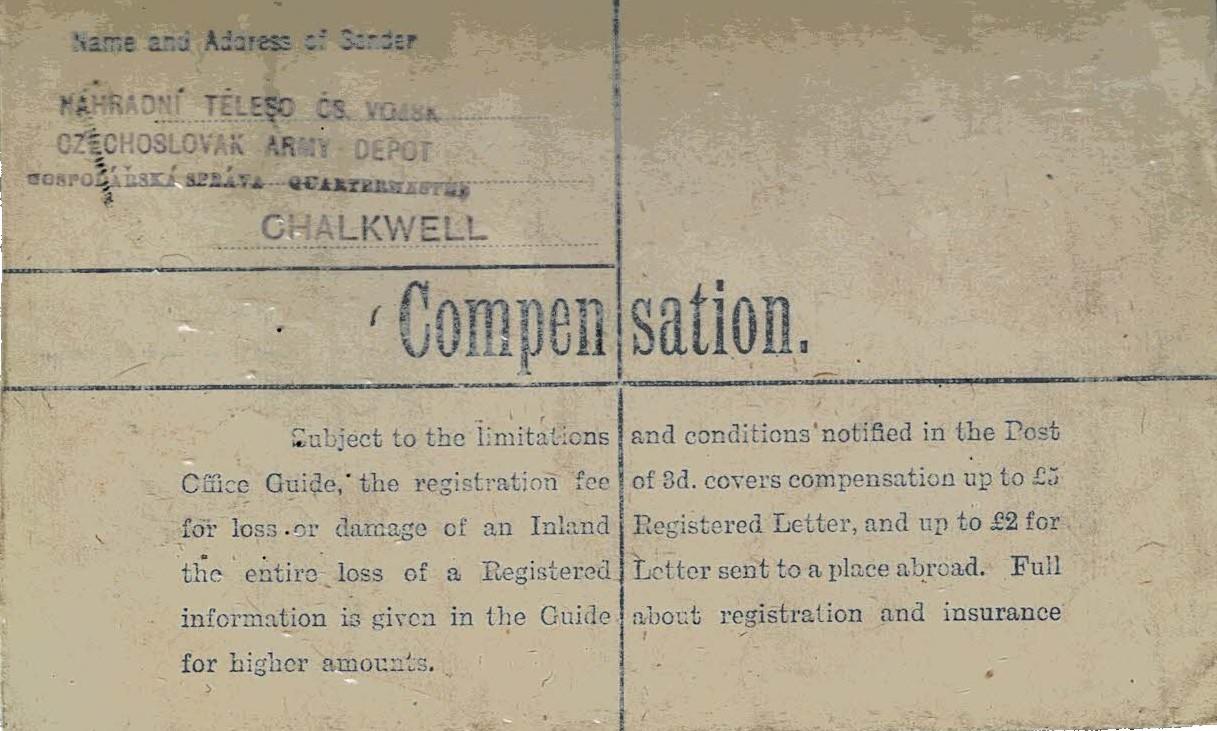 Name and Address of Sender
NÁHRADNÍ TĚLESO ČS. VOJSK
CZECHOSLOVAK ARMY DEPOT
HOSPODÁŘSKÁ SPRÁVA QUARTERMASTER
CHALKWELL
Compensation.
Subject to the limitations and conditions notified in the Post
Office Guide, the registration fee of 3d. covers compensation up to £5
for loss or damage of an Inland Registered Letter, and up to £2 for
the entire loss of a Registered Letter sent to a place abroad. Full
information is given in the Guide about registration and insurance
for higher amounts.